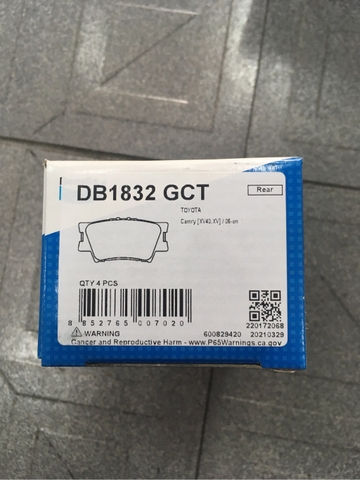 DB1832 GCT
Rear
TOYOTA
Camry [XV40,XV] / 06-on
QTY 4 PCS
8 852765 007020
220172068
WARNING 600829420 20210329
Cancer and Reproductive Harm - www.P65Warnings.ca.gov